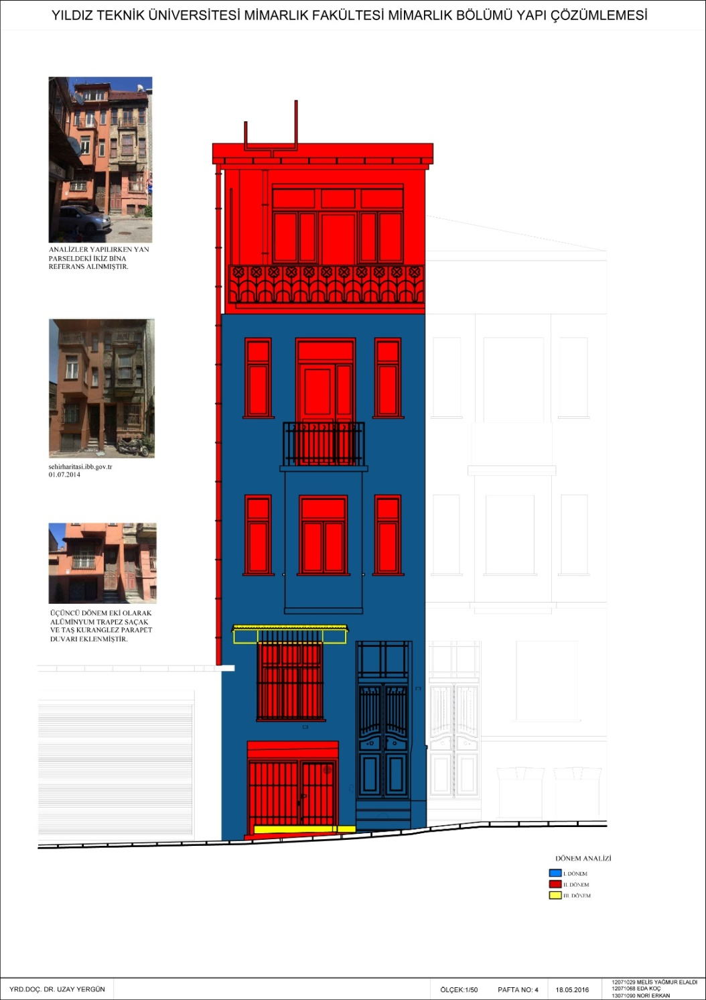 YILDIZ TEKNİK ÜNİVERSİTESİ MİMARLIK FAKÜLTESİ MİMARLIK BÖLÜMÜ YAPI ÇÖZÜMLEMESİ
ANALİZLER YAPILIRKEN YAN
PARSELDEKİ İKİZ BİNA
REFERANS ALINMIŞTIR.
sehirharitasi.ibb.gov.tr
01.07.2014
ÜÇÜNCÜ DÖNEM EKİ OLARAK
ALÜMİNYUM TRAPEZ SAÇAK
VE TAŞ KURANGLEZ PARAPET
DUVARI EKLENMİŞTİR.
DÖNEM ANALİZİ
I. DÖNEM
II. DÖNEM
III. DÖNEM
YRD.DOÇ. DR. UZAY YERGÜN
ÖLÇEK:1/50
PAFTA NO: 4
18.05.2016
12071029 MELİS YAĞMUR ELALDI
12071068 EDA KOÇ
13071090 NORİ ERKAN